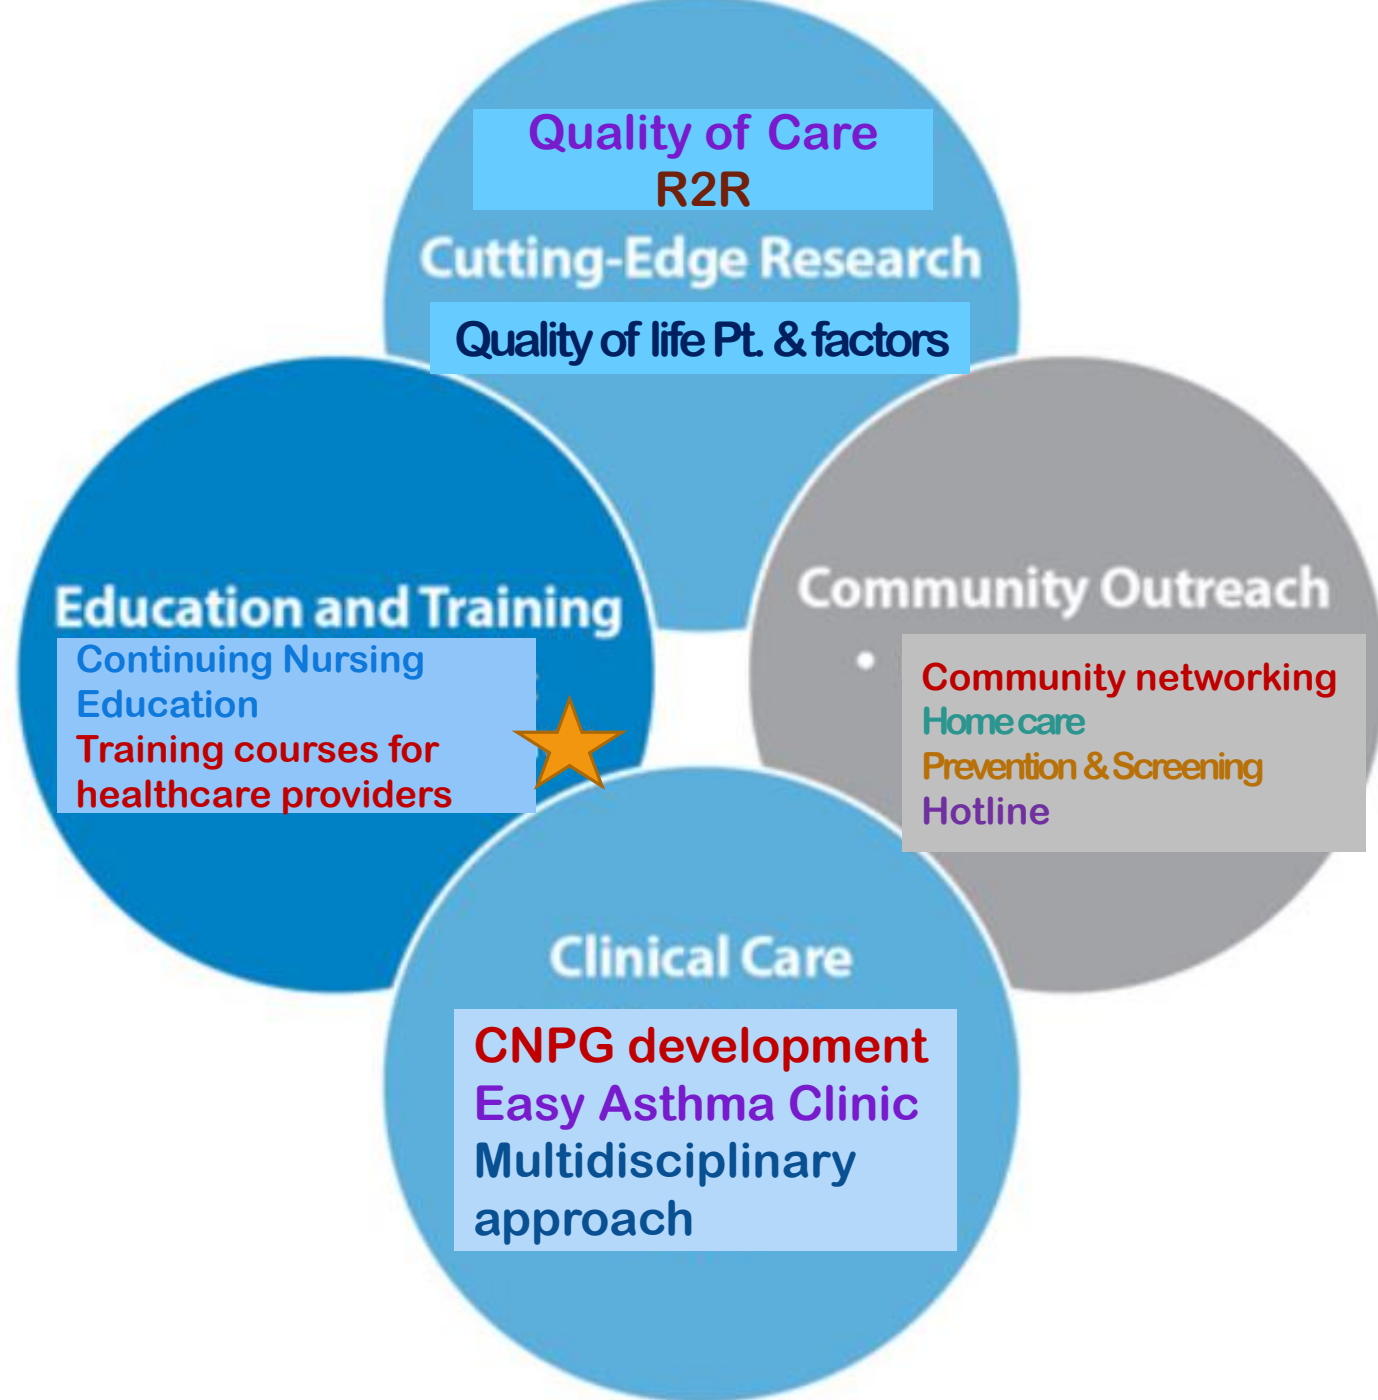 Quality of Care
R2R
Cutting-Edge Research
Quality of life Pt. & factors
Education and Training
Continuing Nursing
Education
Training courses for
healthcare providers
Community Outreach
• Community networking
Home care
Prevention & Screening
Hotline
Clinical Care
CNPG development
Easy Asthma Clinic
Multidisciplinary
approach